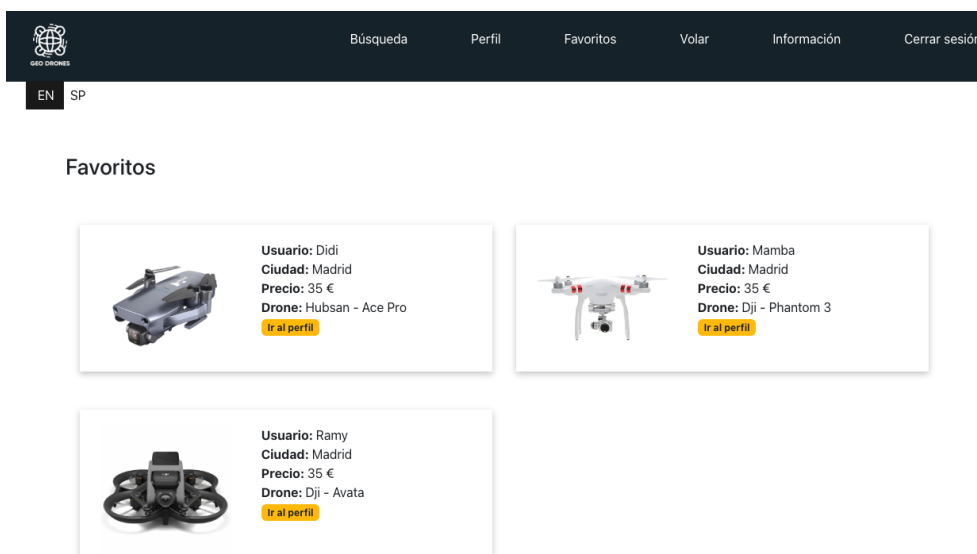 GEO DRONES
Búsqueda Perfil Favoritos Volar Información Cerrar sesión
EN SP
Favoritos
Usuario: Didi
Ciudad: Madrid
Precio: 35 €
Drone: Hubsan - Ace Pro
Ir al perfil
Usuario: Mamba
Ciudad: Madrid
Precio: 35 €
Drone: Dji - Phantom 3
Ir al perfil
Usuario: Ramy
Ciudad: Madrid
Precio: 35 €
Drone: Dji - Avata
Ir al perfil